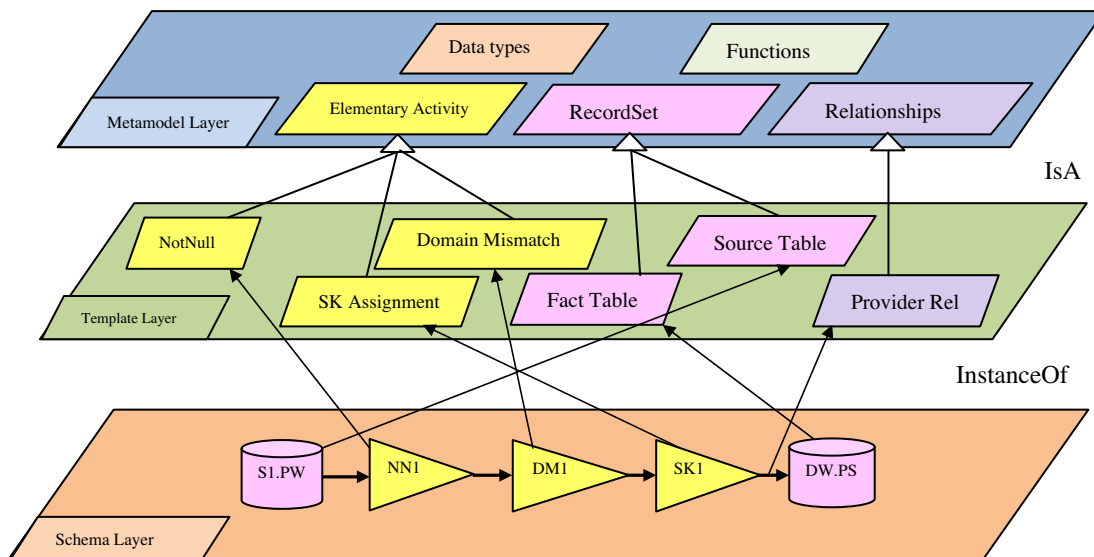 Data types
Functions
Elementary Activity
RecordSet
Relationships
Metamodel Layer
IsA
NotNull
Domain Mismatch
Source Table
SK Assignment
Fact Table
Provider Rel
Template Layer
InstanceOf
S1.PW
NN1
DM1
SK1
DW.PS
Schema Layer